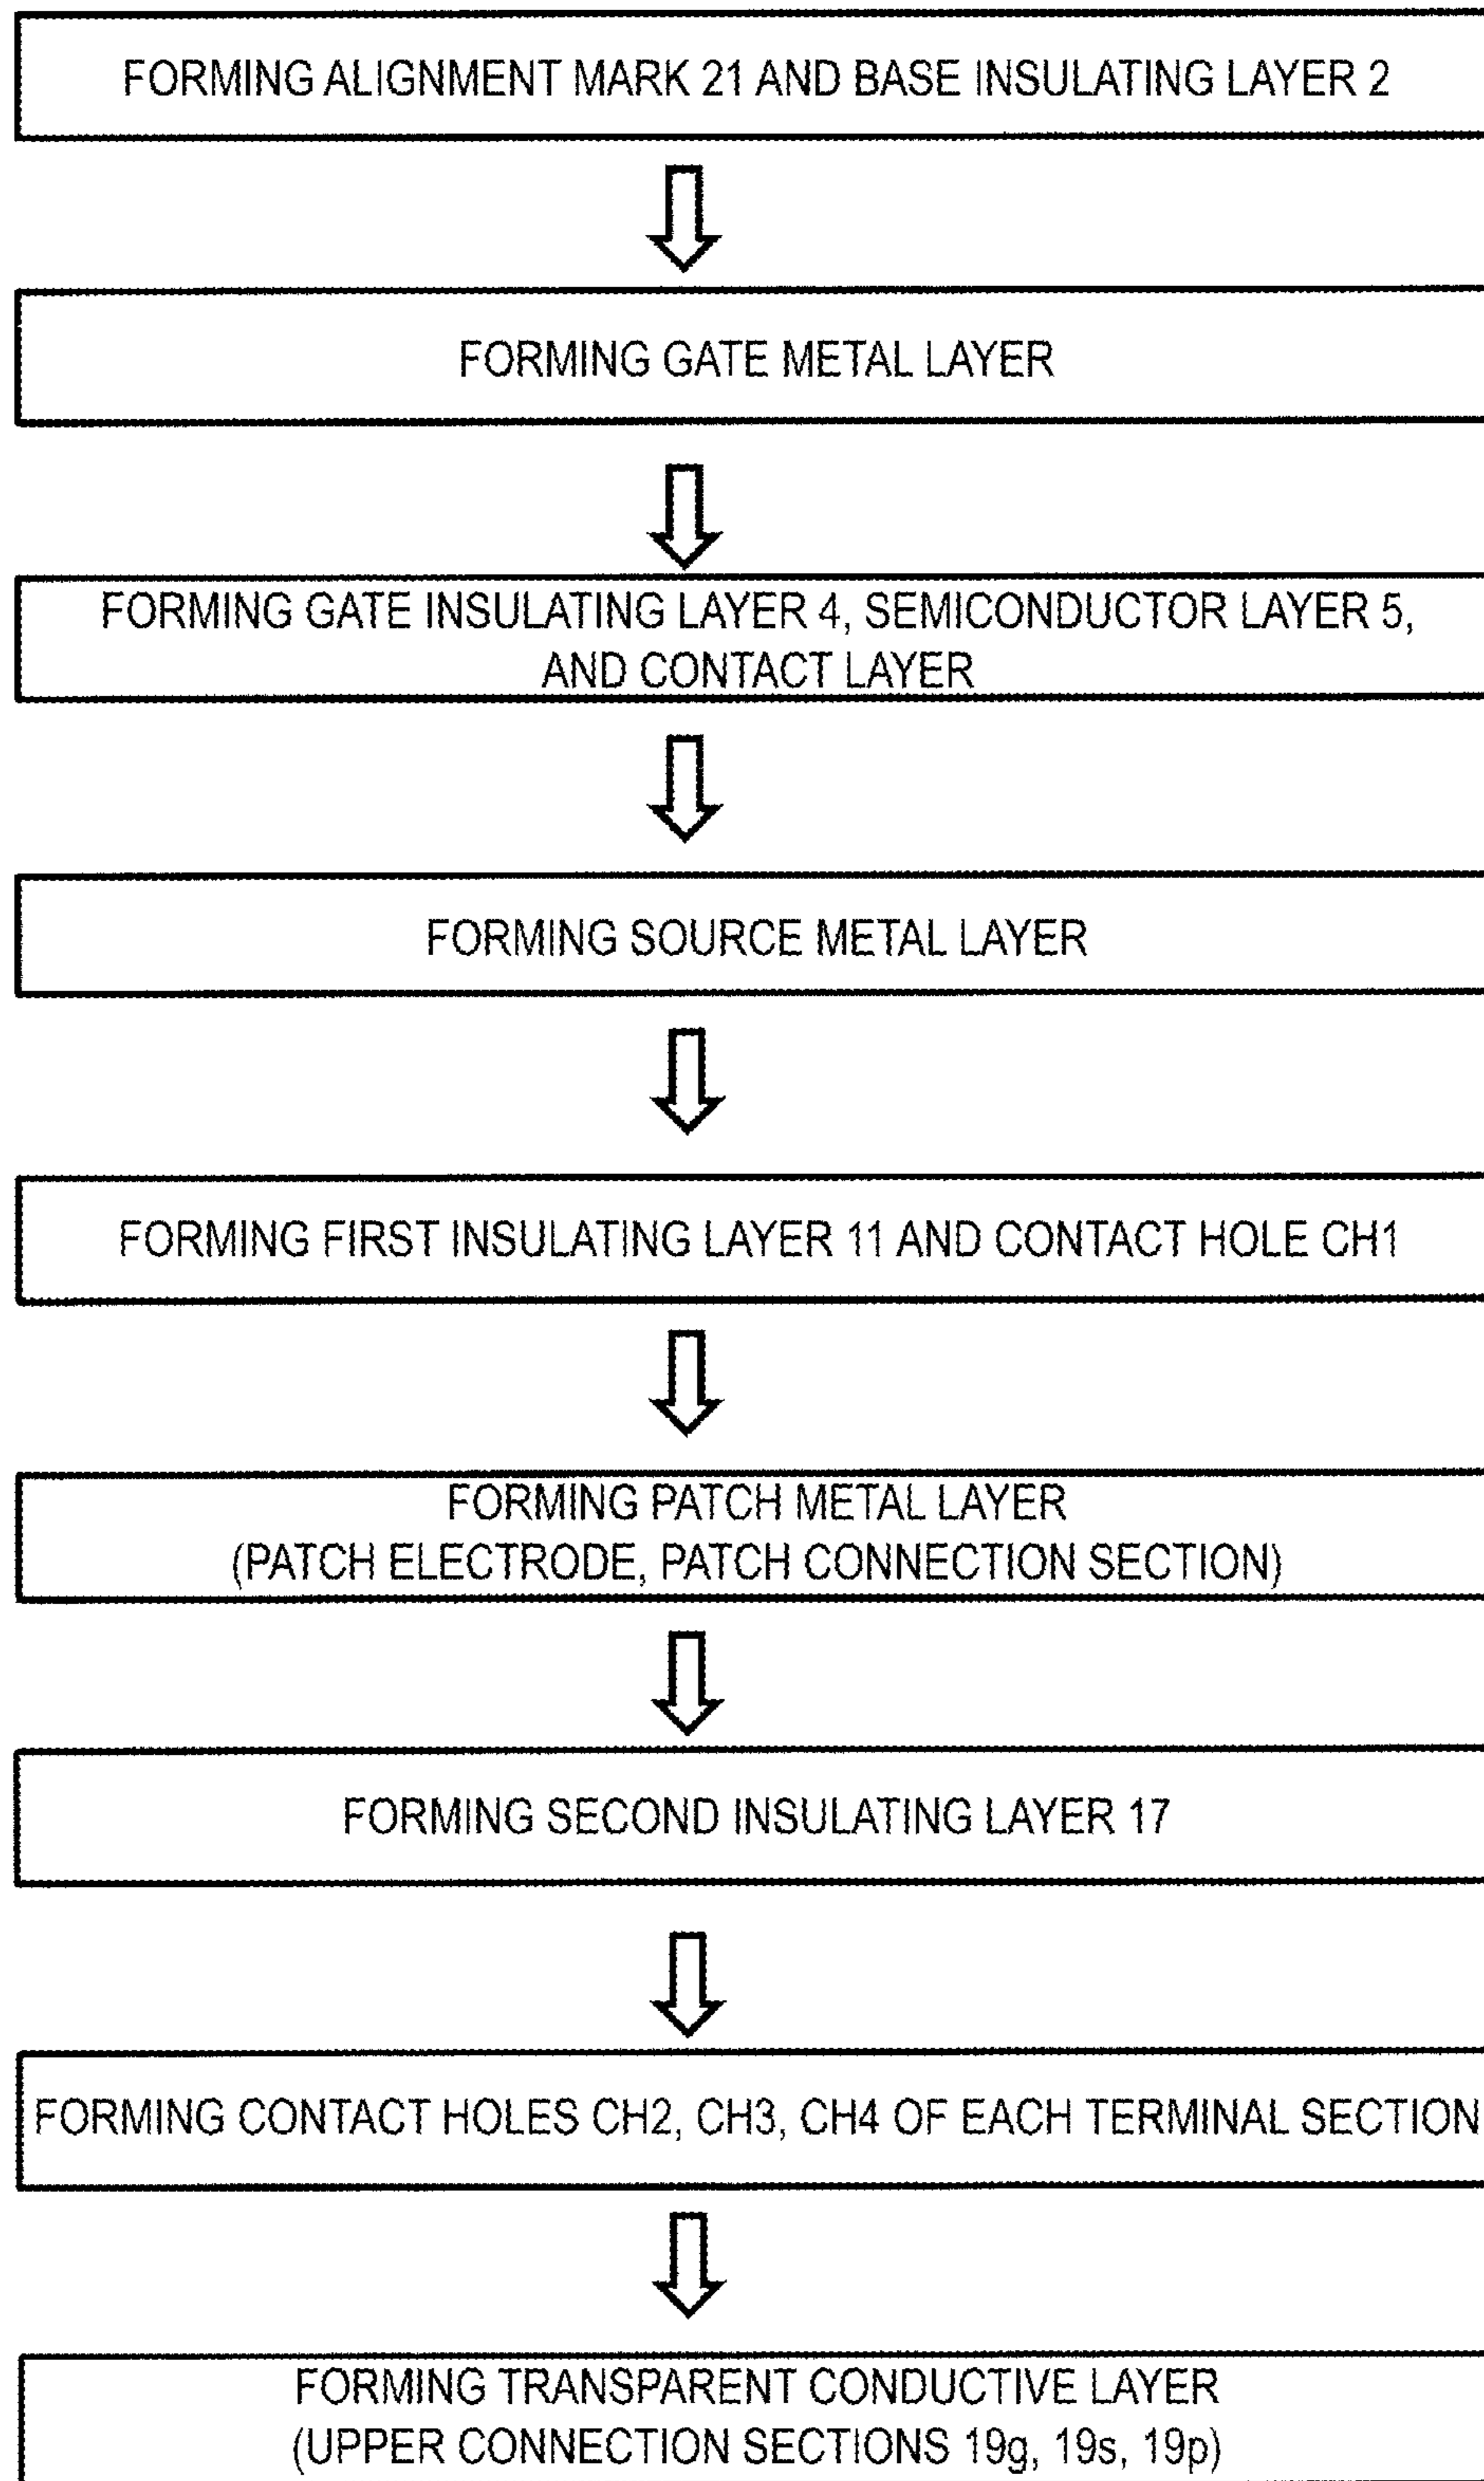 FORMING ALIGNMENT MARK 21 AND BASE INSULATING LAYER 2
FORMING GATE METAL LAYER
FORMING GATE INSULATING LAYER 4, SEMICONDUCTOR LAYER 5,
AND CONTACT LAYER
FORMING SOURCE METAL LAYER
FORMING FIRST INSULATING LAYER 11 AND CONTACT HOLE CH1
FORMING PATCH METAL LAYER
(PATCH ELECTRODE, PATCH CONNECTION SECTION)
FORMING SECOND INSULATING LAYER 17
FORMING CONTACT HOLES CH2, CH3, CH4 OF EACH TERMINAL SECTION
FORMING TRANSPARENT CONDUCTIVE LAYER
(UPPER CONNECTION SECTIONS 19g, 19s, 19p)